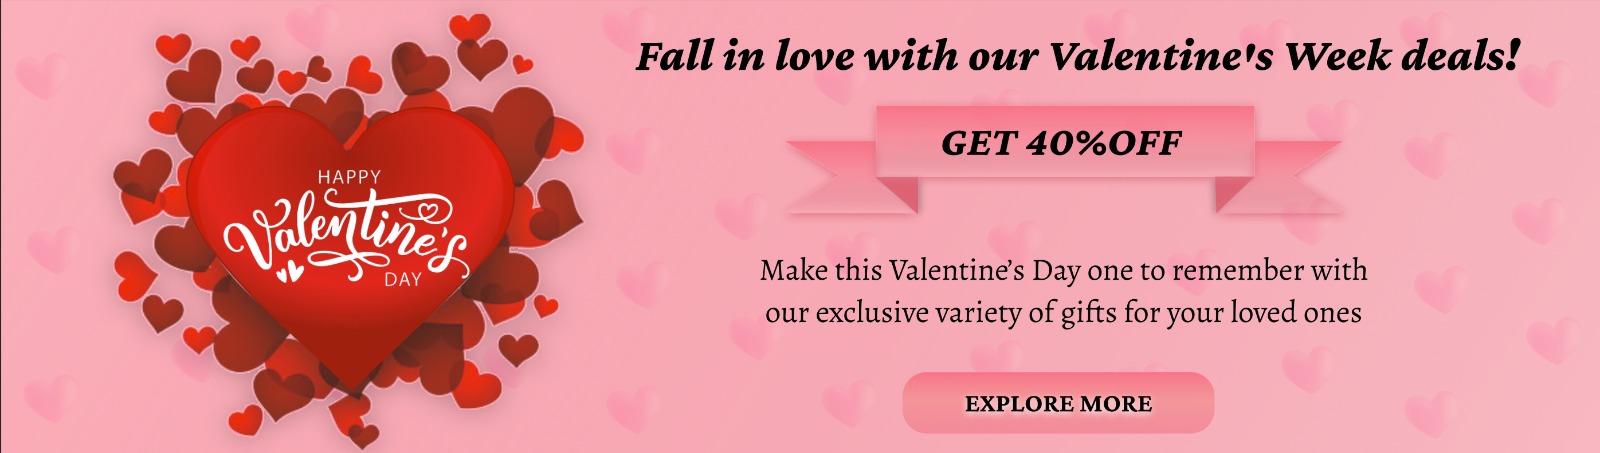 HAPPY
Valentine's
DAY
Fall in love with our Valentine's Week deals!
GET 40%OFF
Make this Valentine’s Day one to remember with
our exclusive variety of gifts for your loved ones
EXPLORE MORE